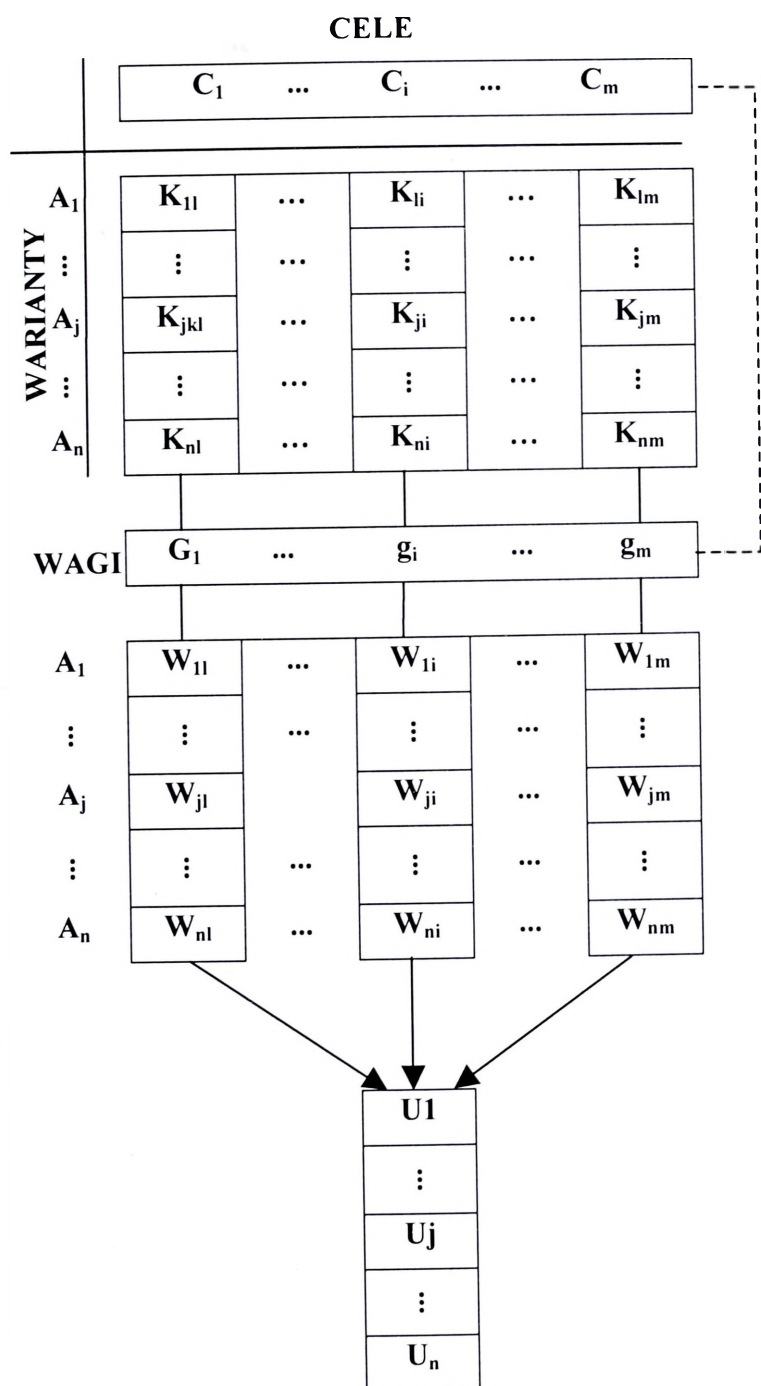 CELE
C₁ ... Cᵢ ... Cₘ
WARIANTY
A₁ K₁ₗ ... Kₗᵢ ... Kₗₘ
⋮ ⋮ ... ⋮ ... ⋮
Aⱼ Kⱼₖₗ ... Kⱼᵢ ... Kⱼₘ
⋮ ⋮ ... ⋮ ... ⋮
Aₙ Kₙₗ ... Kₙᵢ ... Kₙₘ
WAGI G₁ ... gᵢ ... gₘ
A₁ W₁ₗ ... W₁ᵢ ... W₁ₘ
⋮ ⋮ ... ⋮ ... ⋮
Aⱼ Wⱼₗ Wⱼᵢ ... Wⱼₘ
⋮ ⋮ ... ⋮ ... ⋮
Aₙ Wₙₗ ... Wₙᵢ ... Wₙₘ
U1
⋮
Uj
⋮
Uₙ